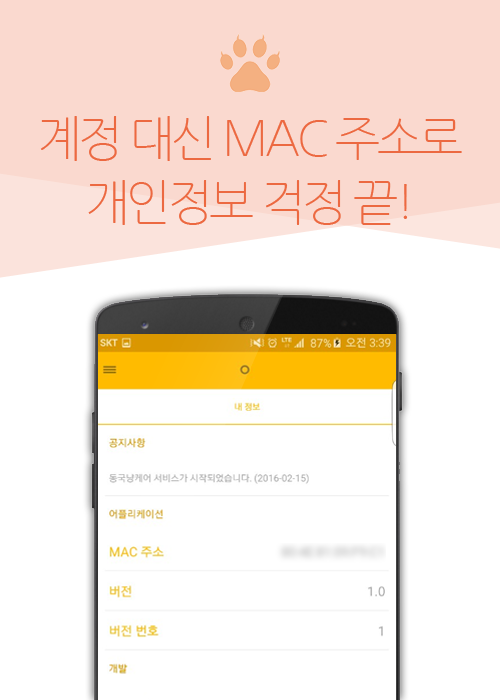 계정 대신 MAC 주소로
개인정보 걱정 끝!
SKT LTE 87% 오전 3:39
내 정보
공지사항
동국냥케어 서비스가 시작되었습니다. (2016-02-15)
어플리케이션
MAC 주소
버전 1.0
버전 번호 1
개발